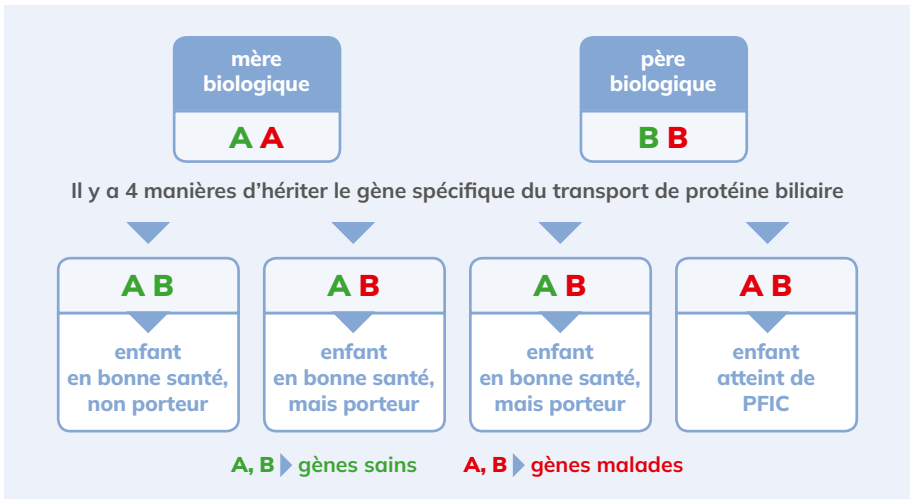 mère
biologique
A A
père
biologique
B B
Il y a 4 manières d'hériter le gène spécifique du transport de protéine biliaire
A B
enfant
en bonne santé,
non porteur
A B
enfant
en bonne santé,
mais porteur
A B
enfant
en bonne santé,
mais porteur
A B
enfant
atteint de
PFIC
A, B gènes sains
A, B gènes malades